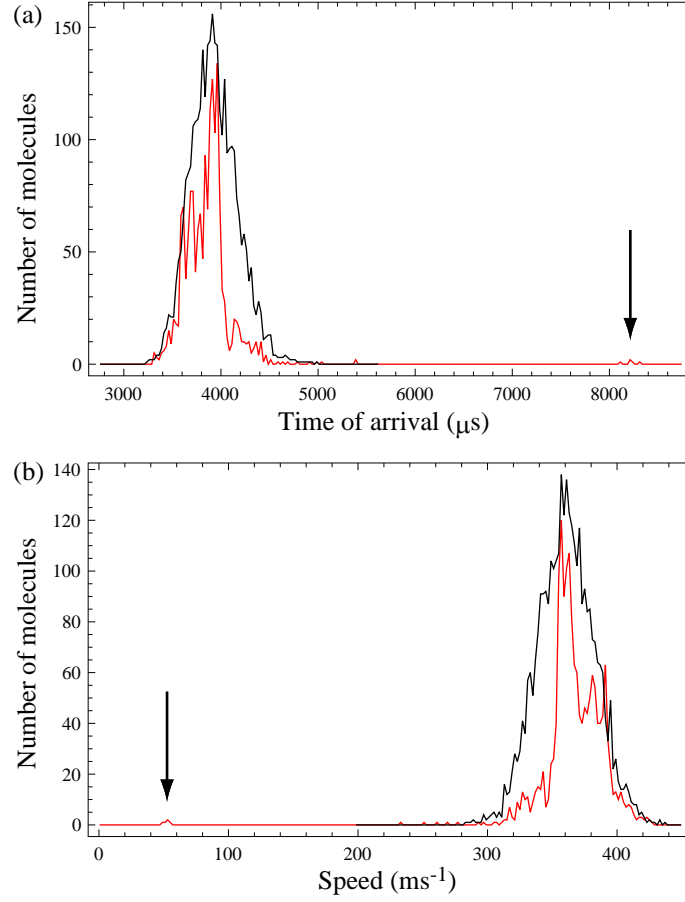 (a)
150
100
50
0
Number of molecules
3000 4000 5000 6000 7000 8000
Time of arrival (μs)
(b)
140
120
100
80
60
40
20
0
Number of molecules
0 100 200 300 400
Speed (ms⁻¹)